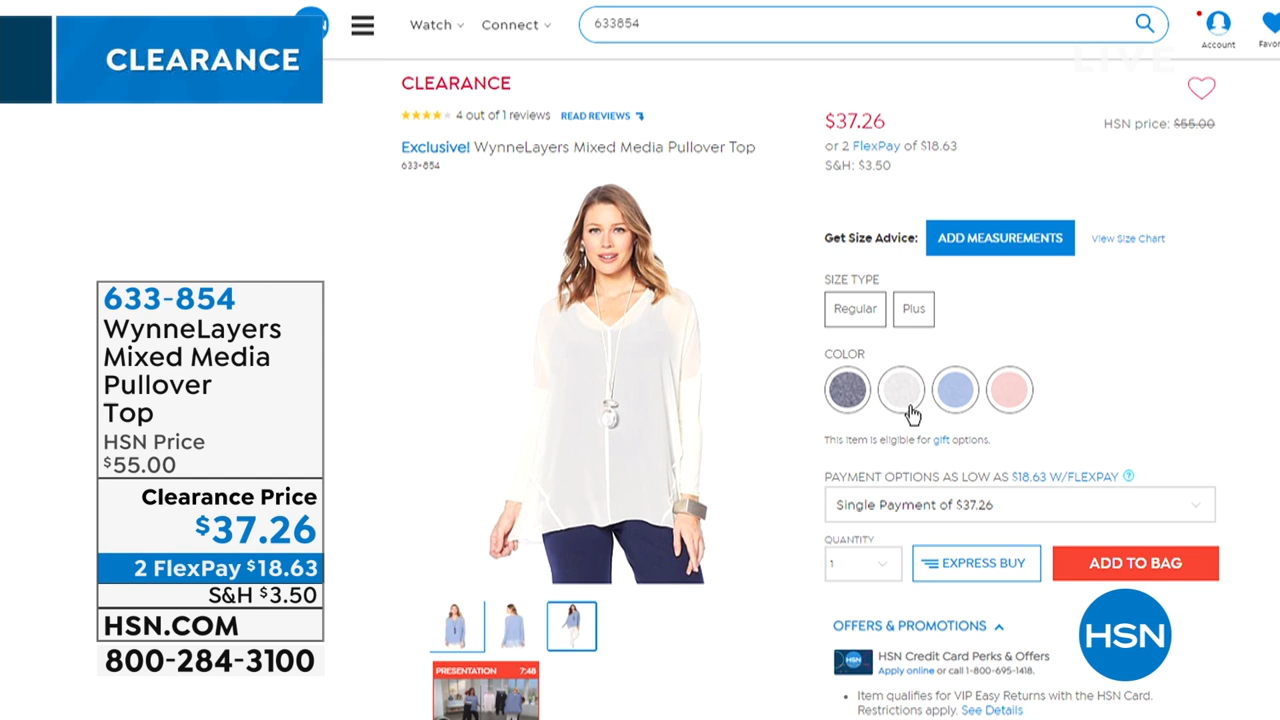 CLEARANCE
HSN
Watch
Connect
633854
Account
Favor
LIVE
CLEARANCE
4 out of 1 reviews
READ REVIEWS
Exclusive! WynneLayers Mixed Media Pullover Top
633-854
$37.26
HSN price: $55.00
or 2 FlexPay of $18.63
S&H: $3.50
Get Size Advice:
ADD MEASUREMENTS
View Size Chart
SIZE TYPE
Regular
Plus
COLOR
This item is eligible for gift options.
PAYMENT OPTIONS AS LOW AS $18.63 W/FLEXPAY ?
Single Payment of $37.26
QUANTITY
1
EXPRESS BUY
ADD TO BAG
OFFERS & PROMOTIONS
HSN
HSN
HSN Credit Card Perks & Offers
Apply online or call 1-800-695-1418.
• Item qualifies for VIP Easy Returns with the HSN Card.
Restrictions apply. See Details
PRESENTATION 7:48
633-854
WynneLayers
Mixed Media
Pullover
Top
HSN Price
$55.00
Clearance Price
$37.26
2 FlexPay $18.63
S&H $3.50
HSN.COM
800-284-3100